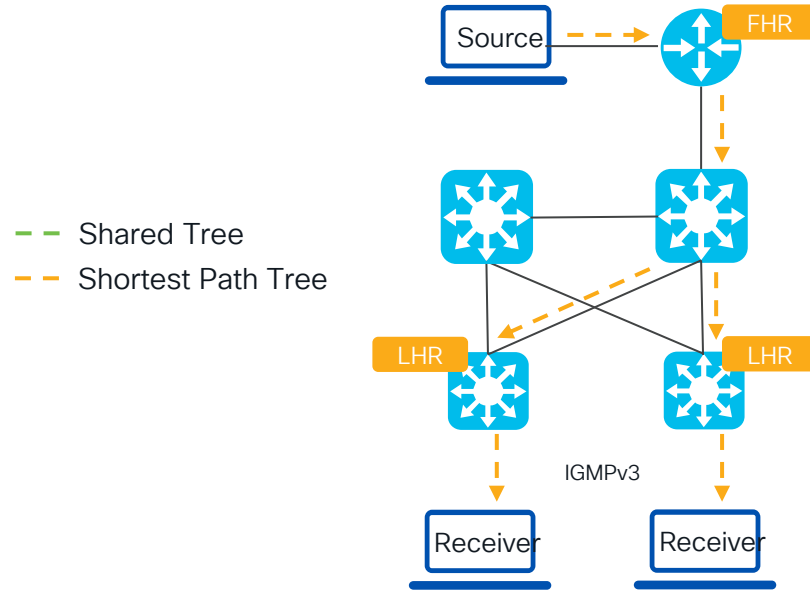 Source
FHR
Shared Tree
Shortest Path Tree
LHR
LHR
IGMPv3
Receiver
Receiver